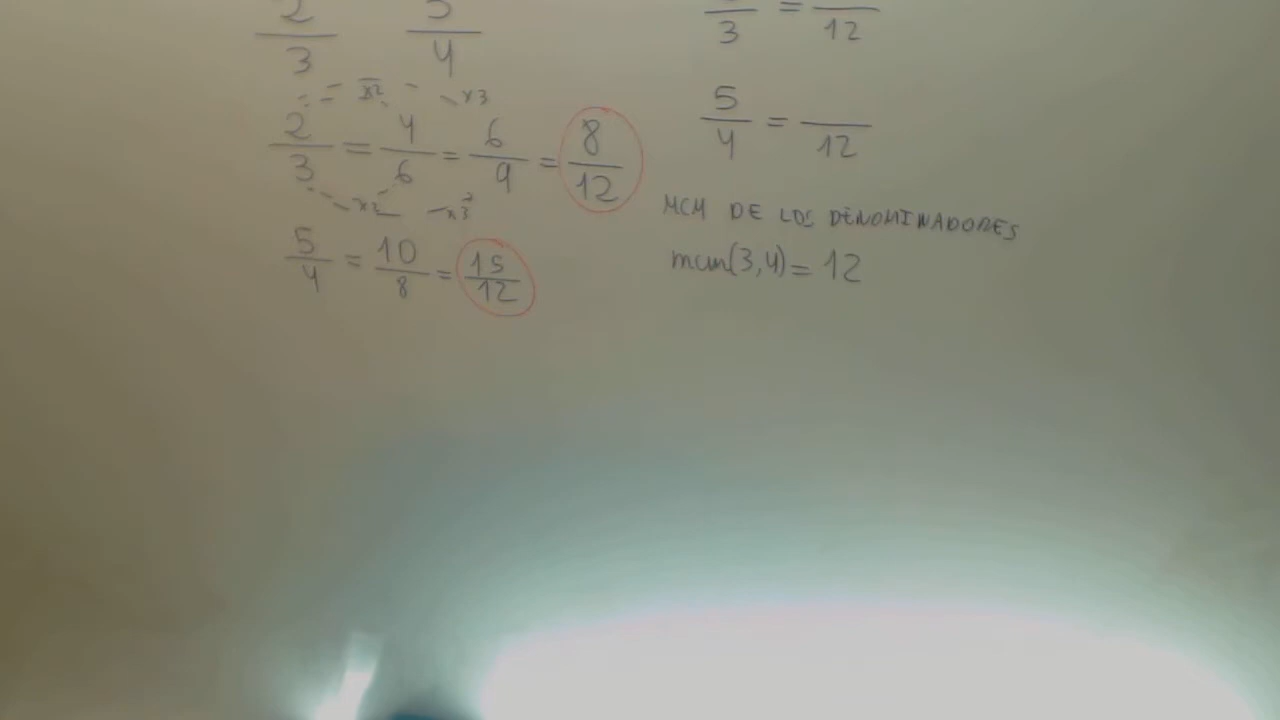 2/3 5/4
x2 x3
2/3 = 4/6 = 6/9 = 8/12
x2 x3
5/4 = 10/8 = 15/12
/3 = /12
5/4 = /12
MCM DE LOS DENOMINADORES
mcm(3,4) = 12